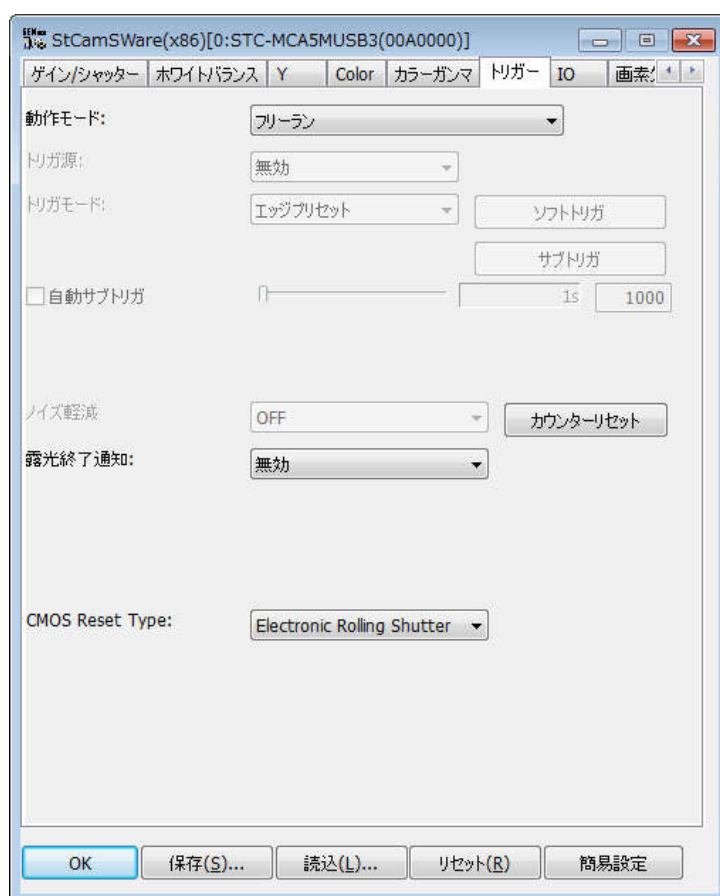 StCamSWare(x86)[0:STC-MCA5MUSB3(00A0000)]
ゲイン/シャッター ホワイトバランス Y Color カラーガンマ トリガー IO
動作モード: フリーラン
トリガ源: 無効
トリガモード: エッジプリセット ソフトトリガ
サブトリガ
自動サブトリガ 1s 1000
ノイズ軽減 OFF カウンターリセット
露光終了通知: 無効
CMOS Reset Type: Electronic Rolling Shutter
OK 保存(S)... 読込(L)... リセット(R) 簡易設定